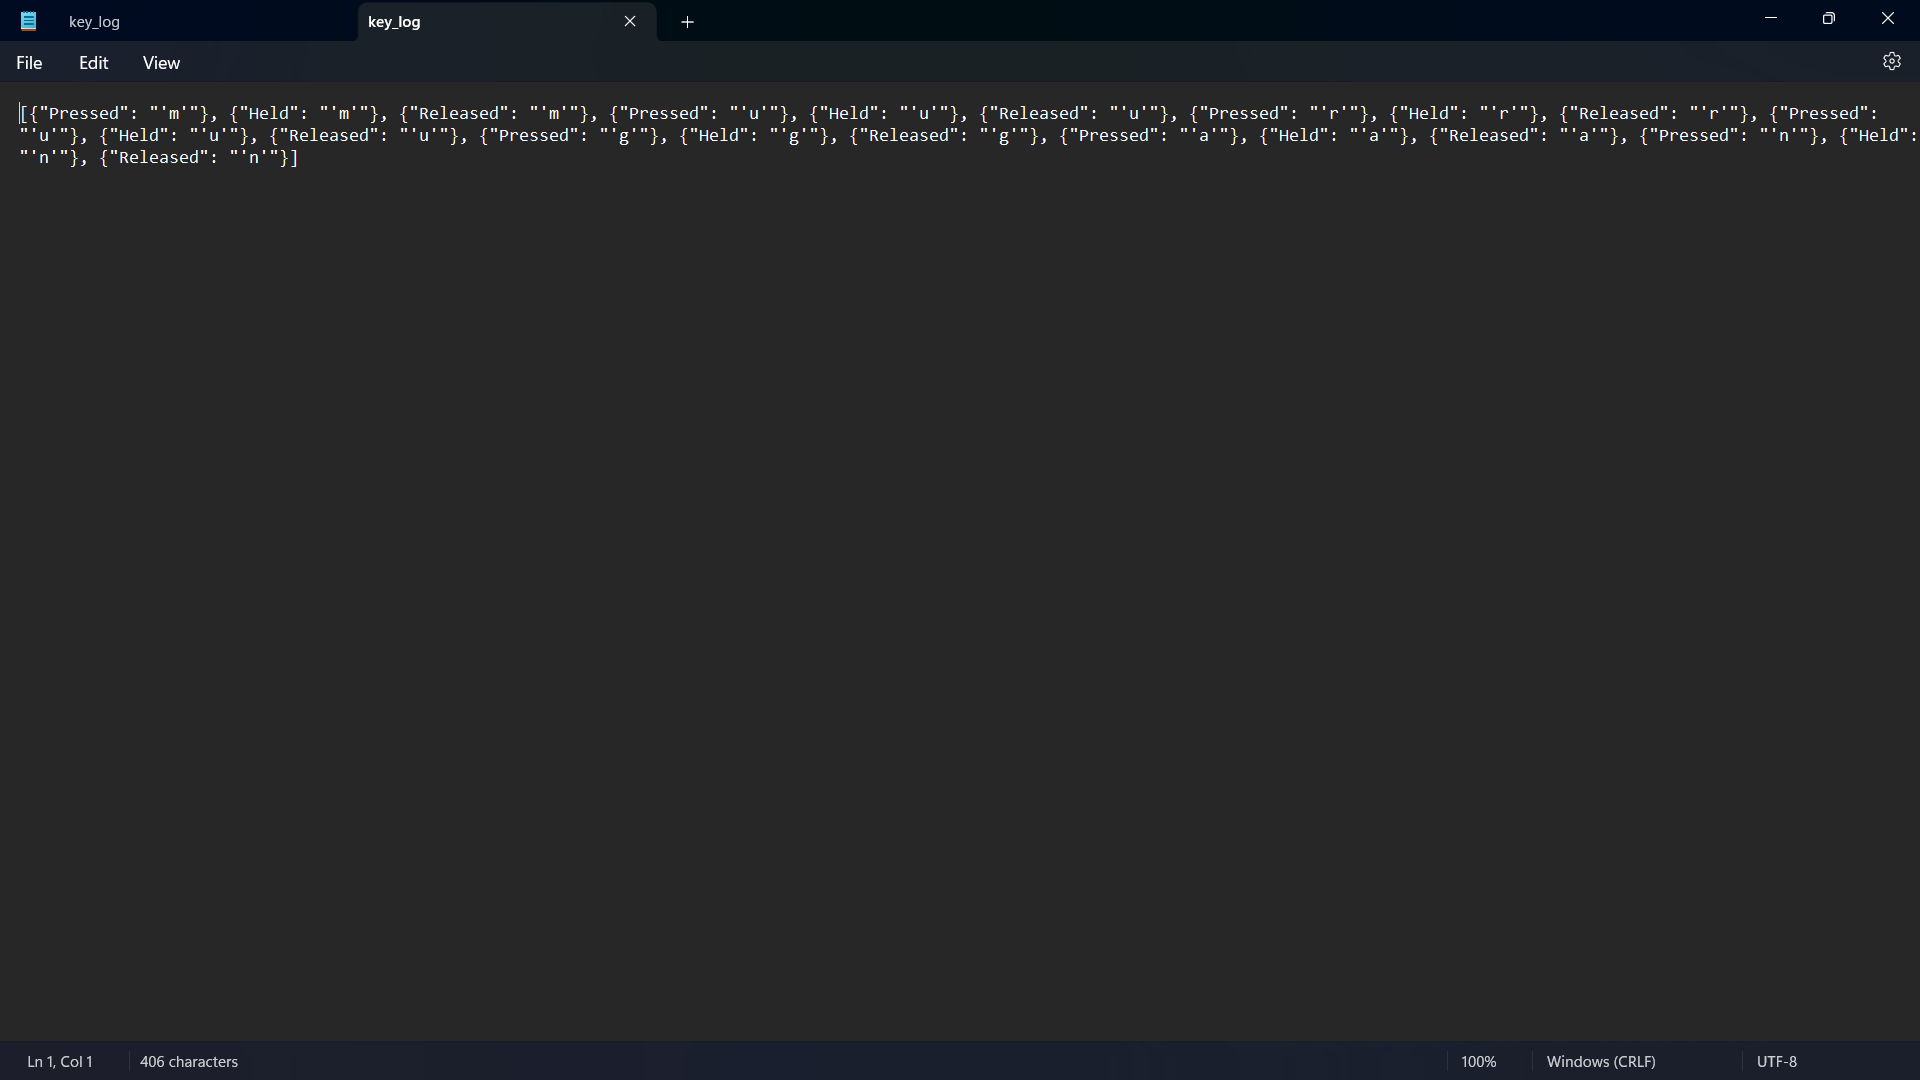 key_log
key_log
File Edit View
[{"Pressed": "'m'"}, {"Held": "'m'"}, {"Released": "'m'"}, {"Pressed": "'u'"}, {"Held": "'u'"}, {"Released": "'u'"}, {"Pressed": "'r'"}, {"Held": "'r'"}, {"Released": "'r'"}, {"Pressed":
"'u'"}, {"Held": "'u'"}, {"Released": "'u'"}, {"Pressed": "'g'"}, {"Held": "'g'"}, {"Released": "'g'"}, {"Pressed": "'a'"}, {"Held": "'a'"}, {"Released": "'a'"}, {"Pressed": "'n'"}, {"Held":
"'n'"}, {"Released": "'n'"}]
Ln 1, Col 1 406 characters 100% Windows (CRLF) UTF-8